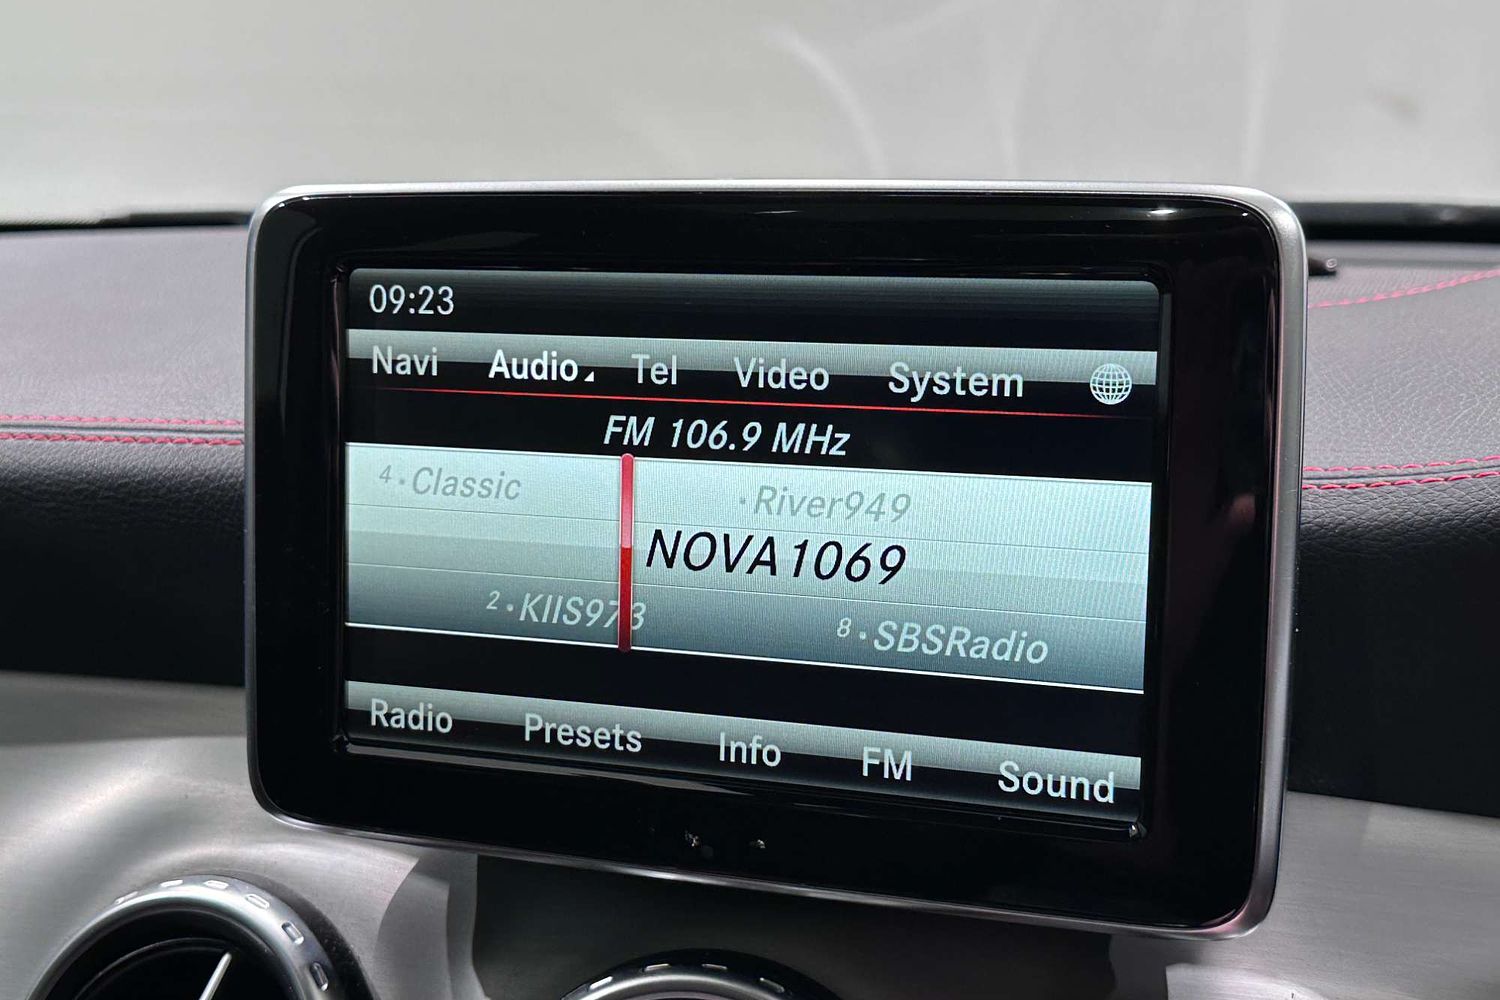 09:23
Navi Audio Tel Video System
FM 106.9 MHz
4·Classic ·River949
NOVA1069
2·KIIS973 8·SBSRadio
Radio Presets Info FM Sound